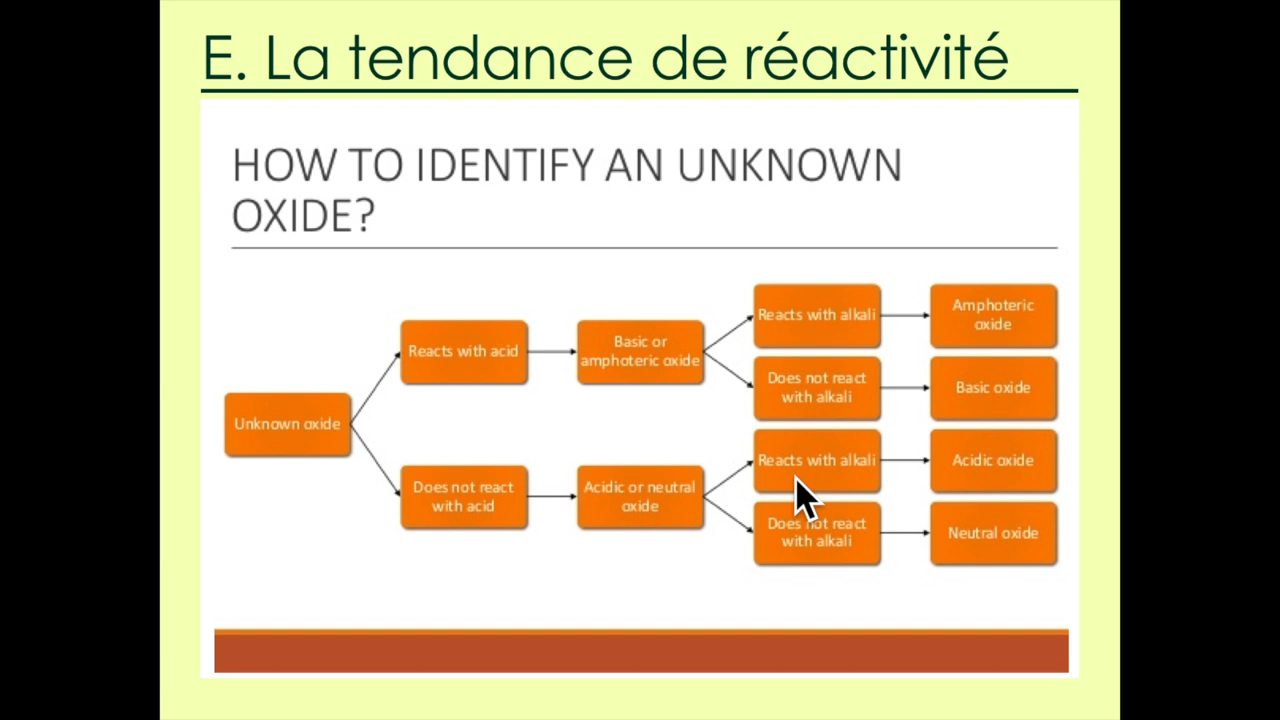 E. La tendance de réactivité
HOW TO IDENTIFY AN UNKNOWN
OXIDE?
Unknown oxide
Reacts with acid
Basic or
amphoteric oxide
Reacts with alkali
Amphoteric
oxide
Does not react
with alkali
Basic oxide
Does not react
with acid
Acidic or neutral
oxide
Reacts with alkali
Acidic oxide
Does not react
with alkali
Neutral oxide